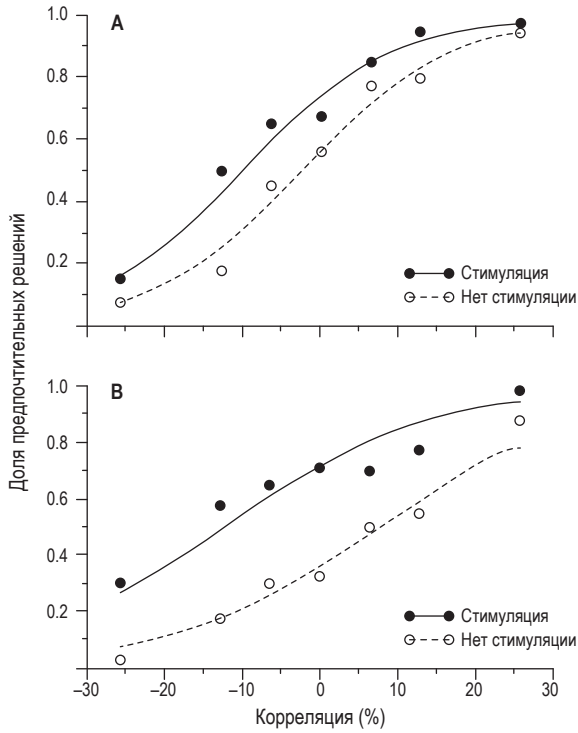 A
1.0
0.8
0.6
0.4
0.2
Стимуляция
Нет стимуляции
Доля предпочтительных решений
B
1.0
0.8
0.6
0.4
0.2
Стимуляция
Нет стимуляции
–30 –20 –10 0 10 20 30
Корреляция (%)